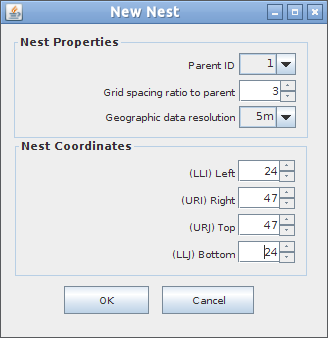 New Nest
Nest Properties
Parent ID 1
Grid spacing ratio to parent 3
Geographic data resolution 5m
Nest Coordinates
(LLI) Left 24
(URI) Right 47
(URJ) Top 47
(LLJ) Bottom 24
OK Cancel